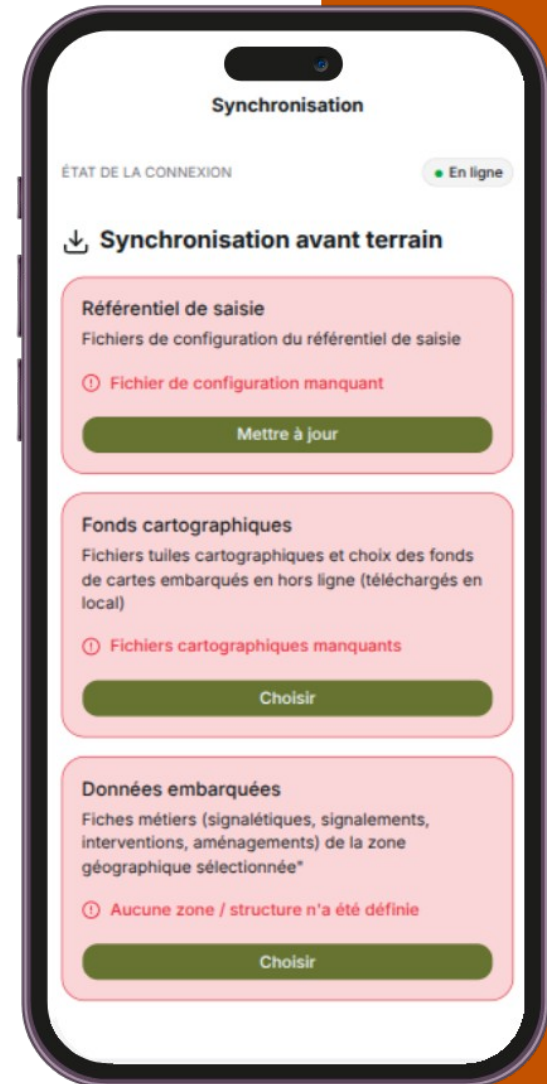 Synchronisation
ÉTAT DE LA CONNEXION
En ligne
Synchronisation avant terrain
Référentiel de saisie
Fichiers de configuration du référentiel de saisie
Fichier de configuration manquant
Mettre à jour
Fonds cartographiques
Fichiers tuiles cartographiques et choix des fonds
de cartes embarqués en hors ligne (téléchargés en
local)
Fichiers cartographiques manquants
Choisir
Données embarquées
Fiches métiers (signalétiques, signalements,
interventions, aménagements) de la zone
géographique sélectionnée*
Aucune zone / structure n'a été définie
Choisir